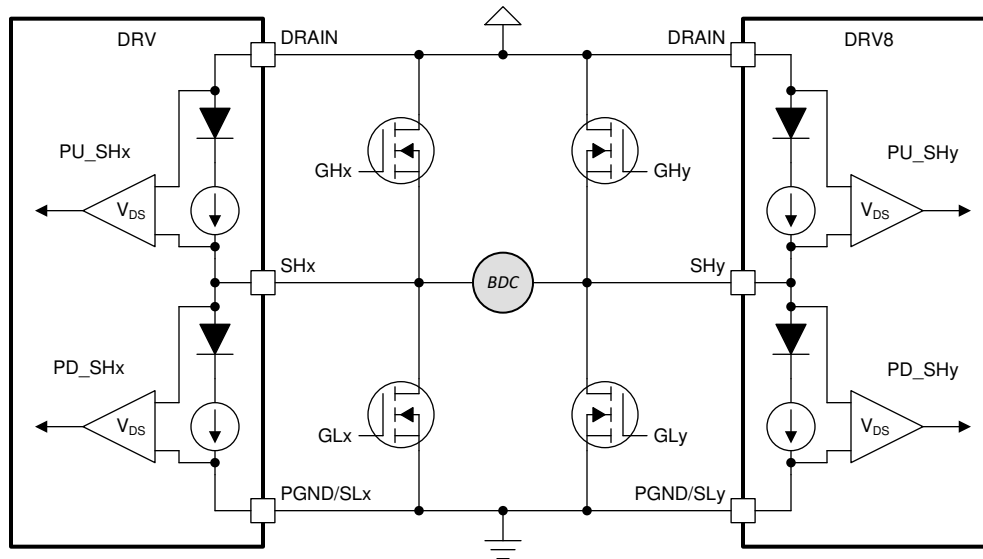 DRV
DRAIN
DRAIN
DRV8
PU_SHx
GHx
GHy
PU_SHy
VDS
VDS
SHx
BDC
SHy
PD_SHx
PD_SHy
VDS
GLx
GLy
VDS
PGND/SLx
PGND/SLy